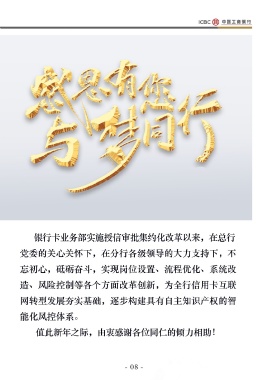 ICBC 中国工商银行
感恩有您
与梦同行
银行卡业务部实施授信审批集约化改革以来，在总行
党委的关心关怀下，在分行各级领导的大力支持下，不
忘初心，砥砺奋斗，实现岗位设置、流程优化、系统改
造、风险控制等各个方面改革创新，为全行信用卡互联
网转型发展夯实基础，逐步构建具有自主知识产权的智
能化风控体系。
值此新年之际，由衷感谢各位同仁的倾力相助！
- 08 -